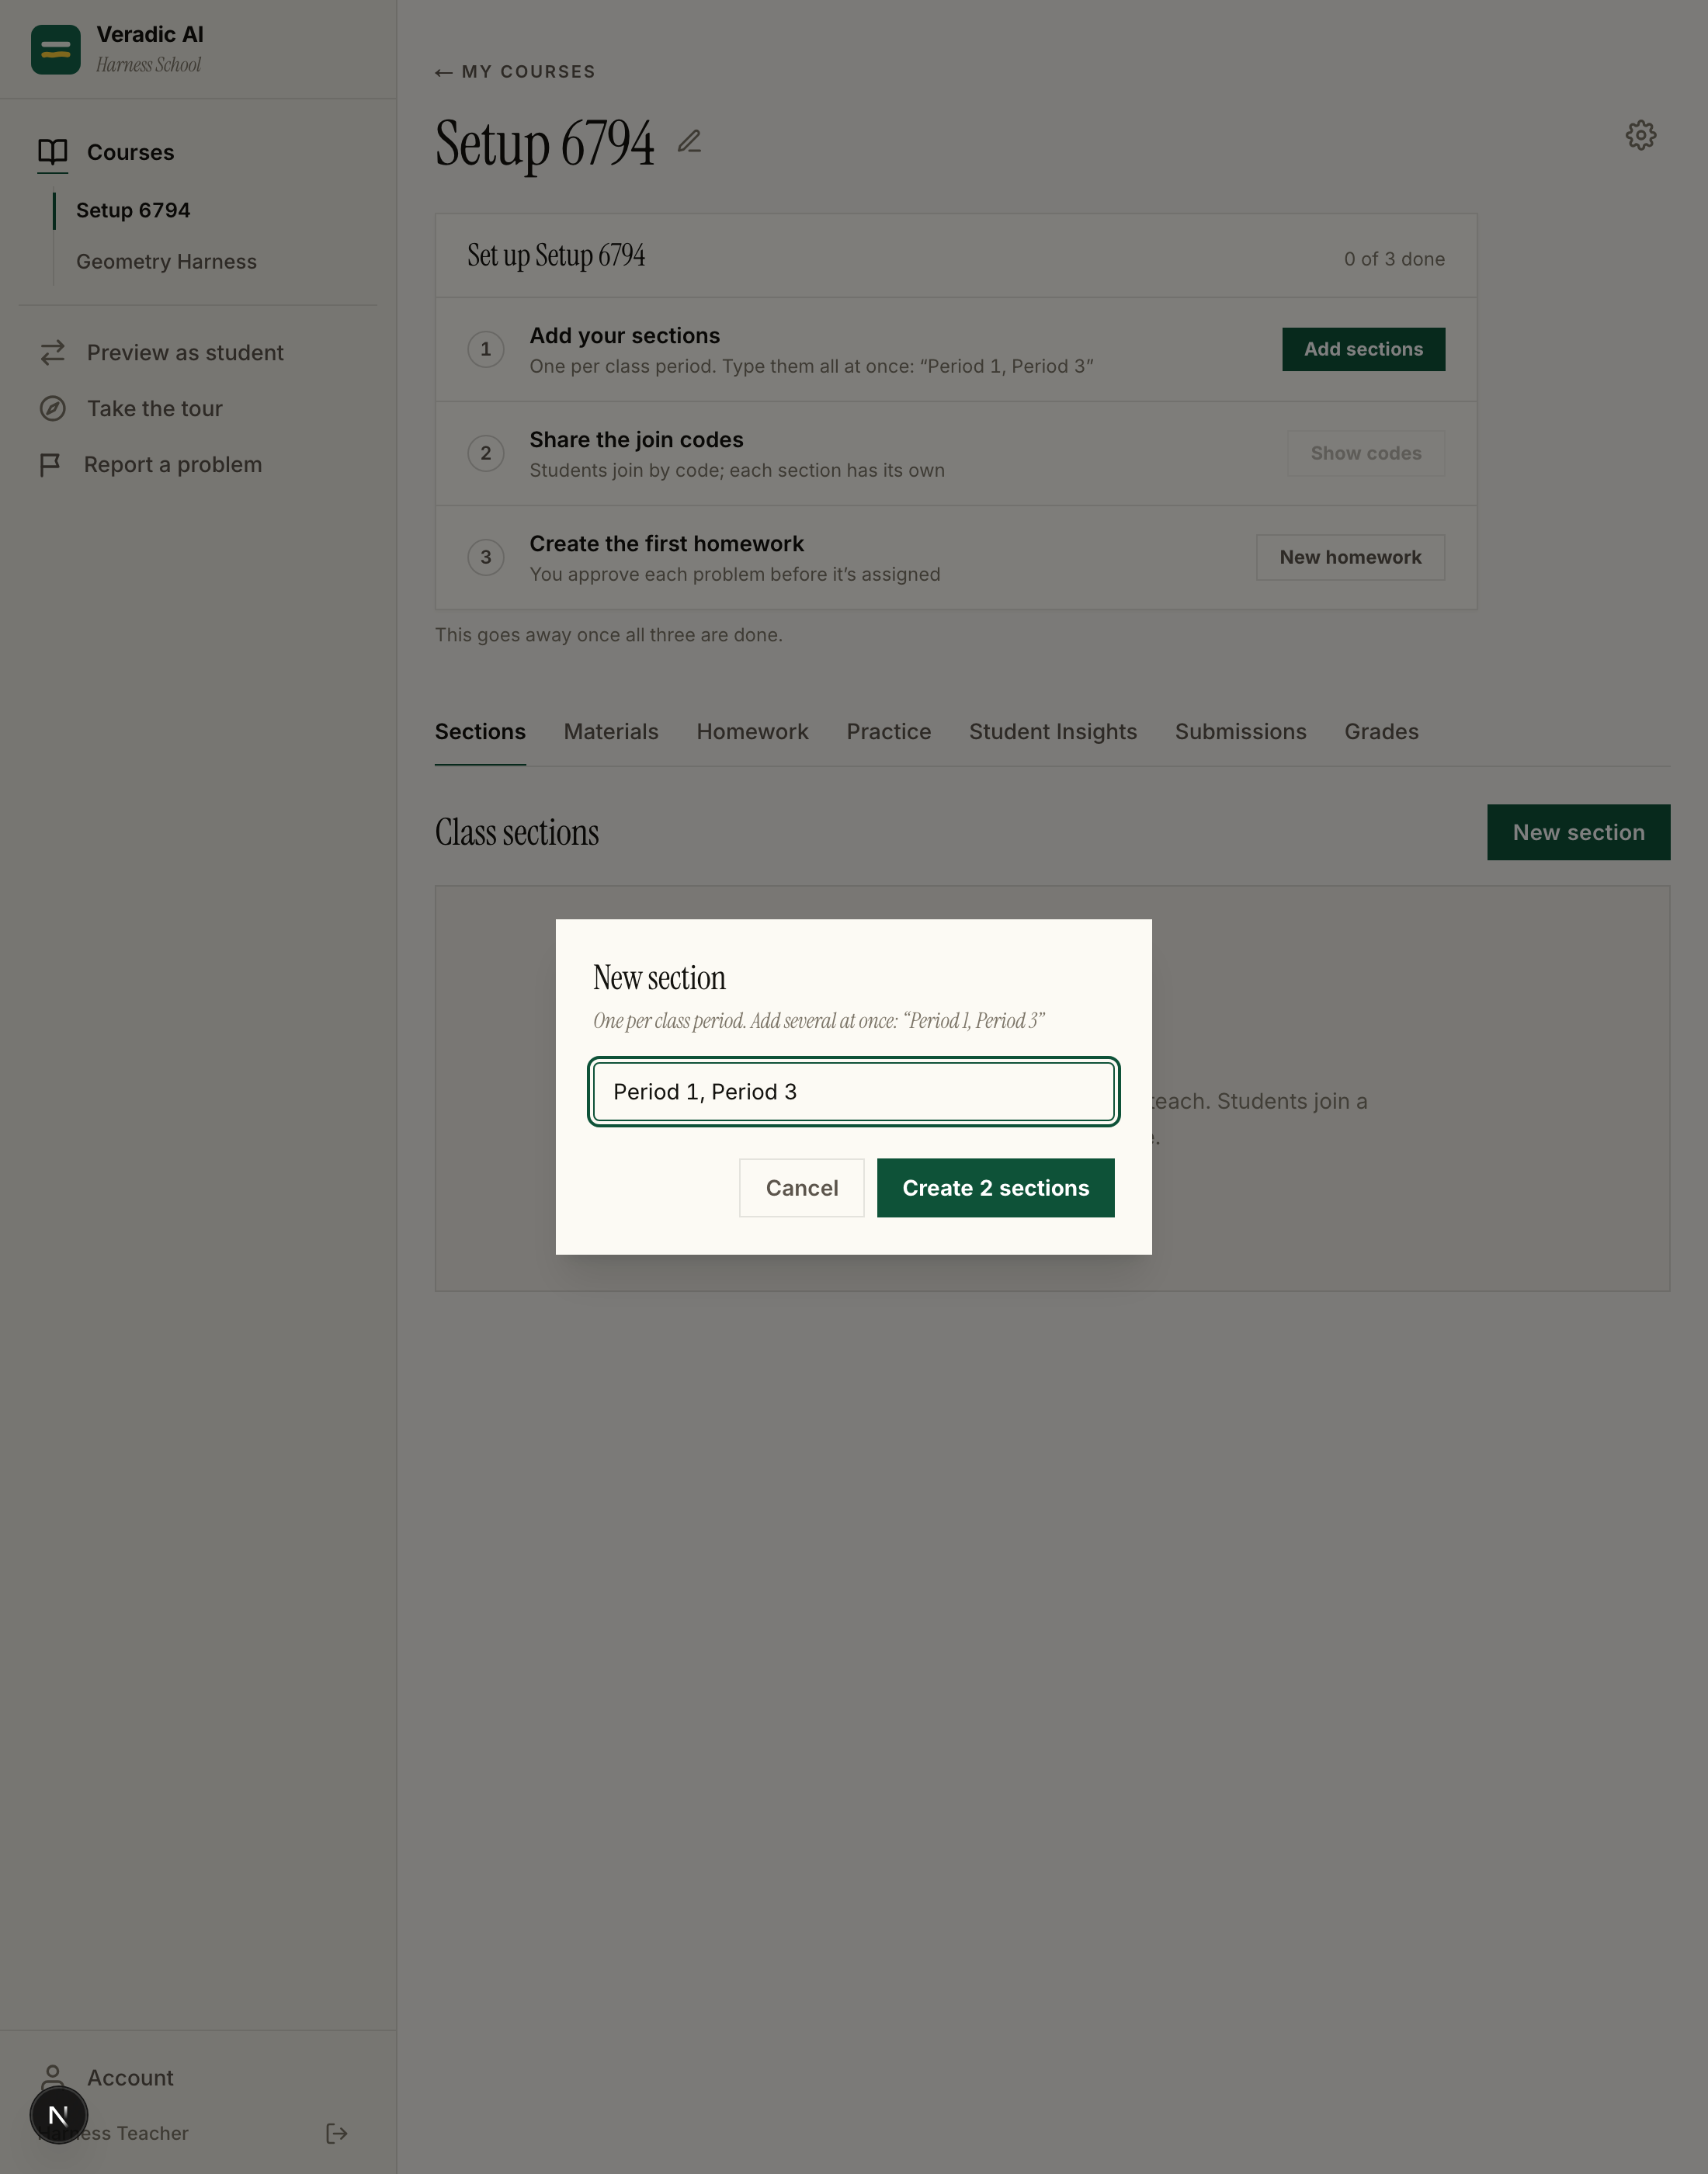 Veradic AI
Harness School
Courses
Setup 6794
Geometry Harness
Preview as student
Take the tour
Report a problem
Account
ess Teacher
← MY COURSES
Setup 6794
Set up Setup 6794
0 of 3 done
1
Add your sections
One per class period. Type them all at once: “Period 1, Period 3”
Add sections
2
Share the join codes
Students join by code; each section has its own
Show codes
3
Create the first homework
You approve each problem before it’s assigned
New homework
This goes away once all three are done.
Sections Materials Homework Practice Student Insights Submissions Grades
Class sections
New section
teach. Students join a
New section
One per class period. Add several at once: “Period 1, Period 3”
Period 1, Period 3
Cancel
Create 2 sections
N